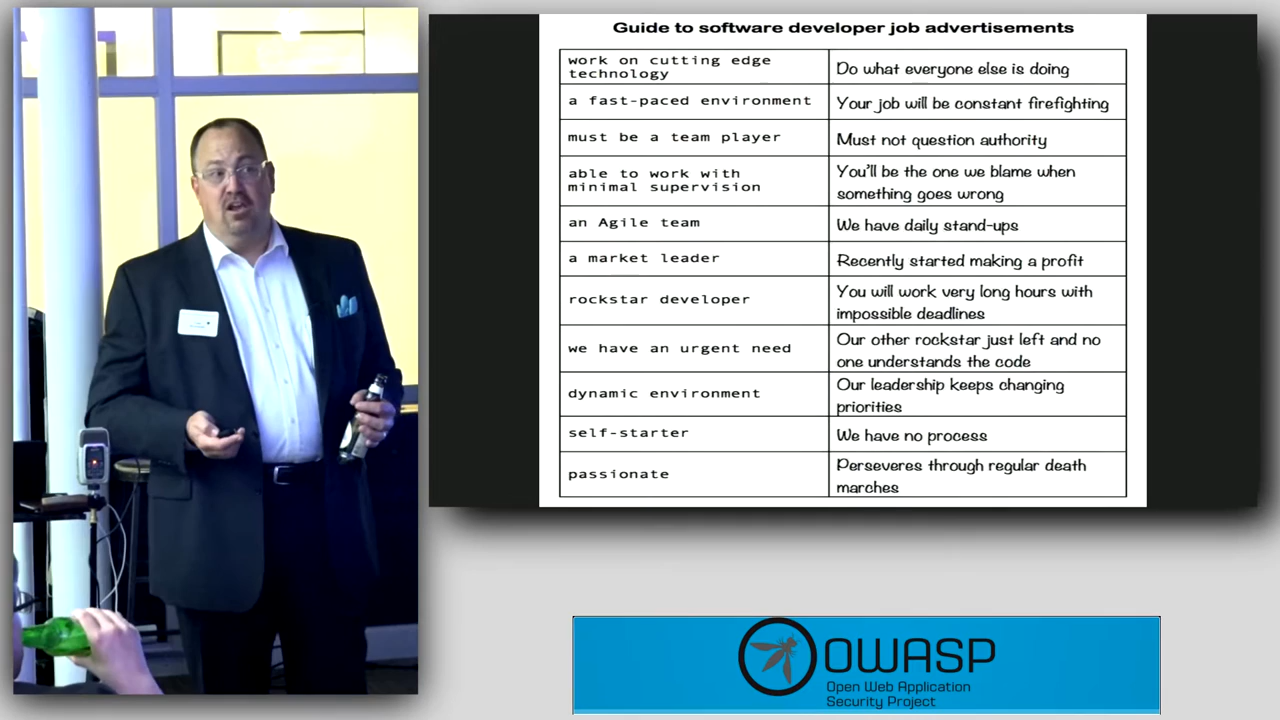 Guide to software developer job advertisements
work on cutting edge
technology
Do what everyone else is doing
a fast-paced environment
Your job will be constant firefighting
must be a team player
Must not question authority
able to work with
minimal supervision
You'll be the one we blame when
something goes wrong
an Agile team
We have daily stand-ups
a market leader
Recently started making a profit
rockstar developer
You will work very long hours with
impossible deadlines
we have an urgent need
Our other rockstar just left and no
one understands the code
dynamic environment
Our leadership keeps changing
priorities
self-starter
We have no process
passionate
Perseveres through regular death
marches
OWASP
Open Web Application
Security Project